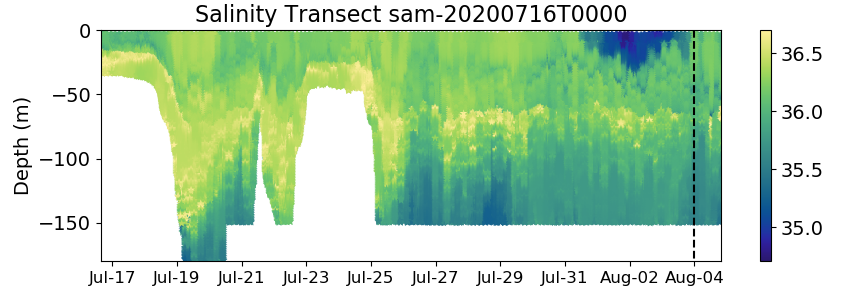 Salinity Transect sam-20200716T0000
0
−50
−100
−150
Depth (m)
Jul-17 Jul-19 Jul-21 Jul-23 Jul-25 Jul-27 Jul-29 Jul-31 Aug-02 Aug-04
36.5
36.0
35.5
35.0